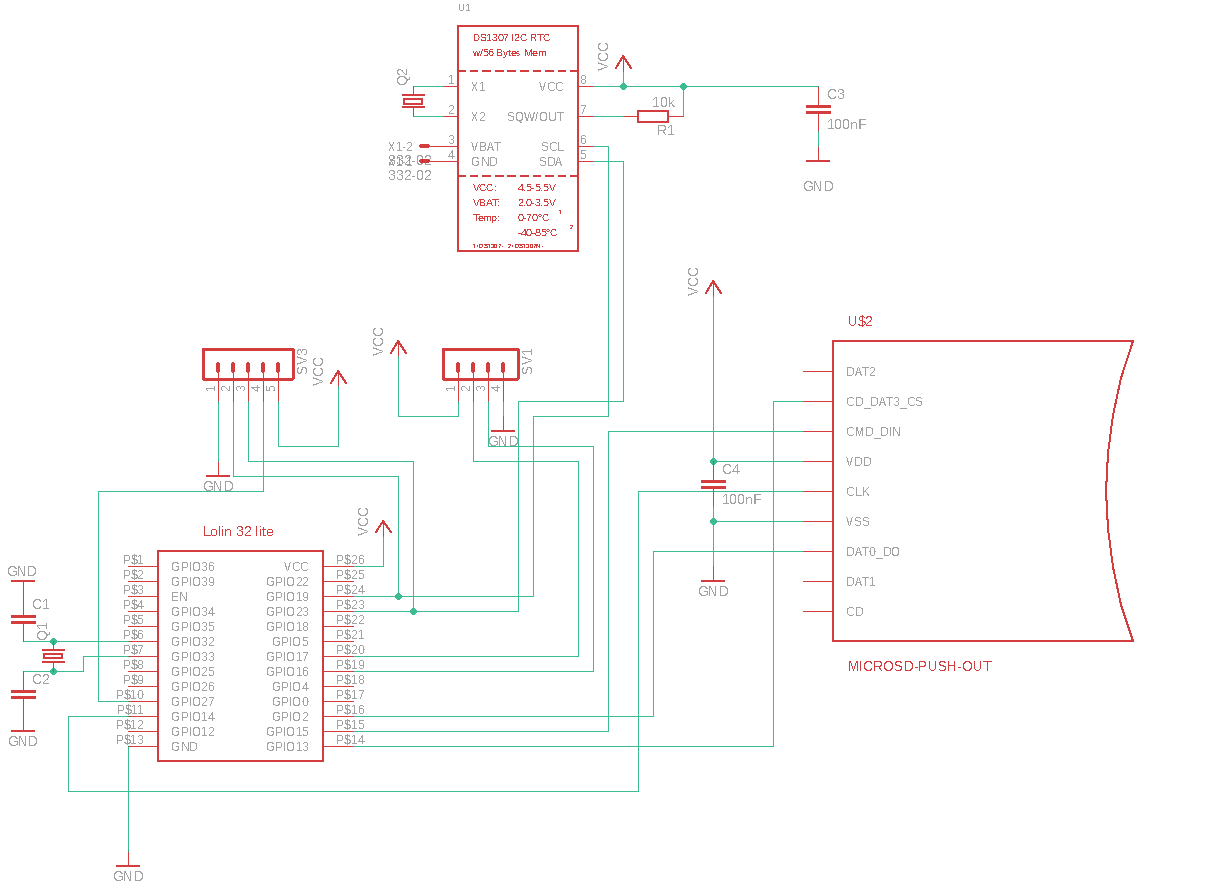 U1
DS1307 I2C RTC
w/56 Bytes Mem
VCC
Q2
1 X1 VCC 8
2 X2 SQW/OUT 7
3 VBAT SCL 6
4 GND SDA 5
X1-2
332-02
X1-1
332-02
10k
R1
C3
100nF
GND
VCC: 4.5-5.5V
VBAT: 2.0-3.5V
Temp: 0-70°C 1
-40-85°C 2
1=DS1307- 2=DS1307N-
VCC
U$2
DAT2
CD_DAT3_CS
CMD_DIN
VDD
CLK
VSS
DAT0_DO
DAT1
CD
MICROSD-PUSH-OUT
C4
100nF
GND
SV3
1 2 3 4 5
VCC
GND
VCC
SV1
1 2 3 4
GND
Lolin 32 lite
VCC
P$1 GPIO36 VCC P$26
P$2 GPIO39 GPIO22 P$25
P$3 EN GPIO19 P$24
P$4 GPIO34 GPIO23 P$23
P$5 GPIO35 GPIO18 P$22
P$6 GPIO32 GPIO5 P$21
P$7 GPIO33 GPIO17 P$20
P$8 GPIO25 GPIO16 P$19
P$9 GPIO26 GPIO4 P$18
P$10 GPIO27 GPIO0 P$17
P$11 GPIO14 GPIO2 P$16
P$12 GPIO12 GPIO15 P$15
P$13 GND GPIO13 P$14
GND
C1
Q1
C2
GND
GND